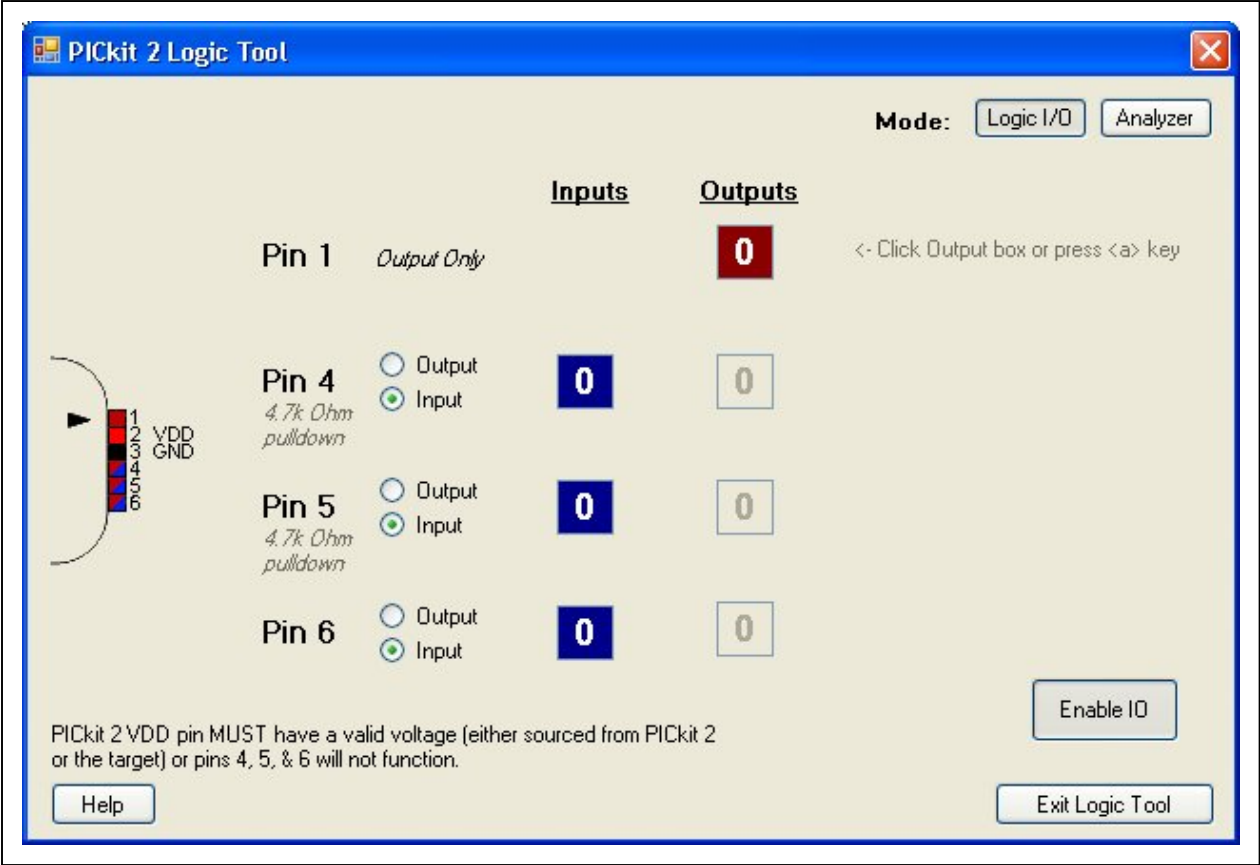 PICkit 2 Logic Tool
Mode: Logic I/O Analyzer
Inputs Outputs
Pin 1 Output Only 0 <- Click Output box or press <a> key
Pin 4
4.7k Ohm
pulldown
Output
Input
0 0
1
2 VDD
3 GND
4
5
6
Pin 5
4.7k Ohm
pulldown
Output
Input
0 0
Pin 6
Output
Input
0 0
Enable IO
PICkit 2 VDD pin MUST have a valid voltage (either sourced from PICkit 2
or the target) or pins 4, 5, & 6 will not function.
Help Exit Logic Tool